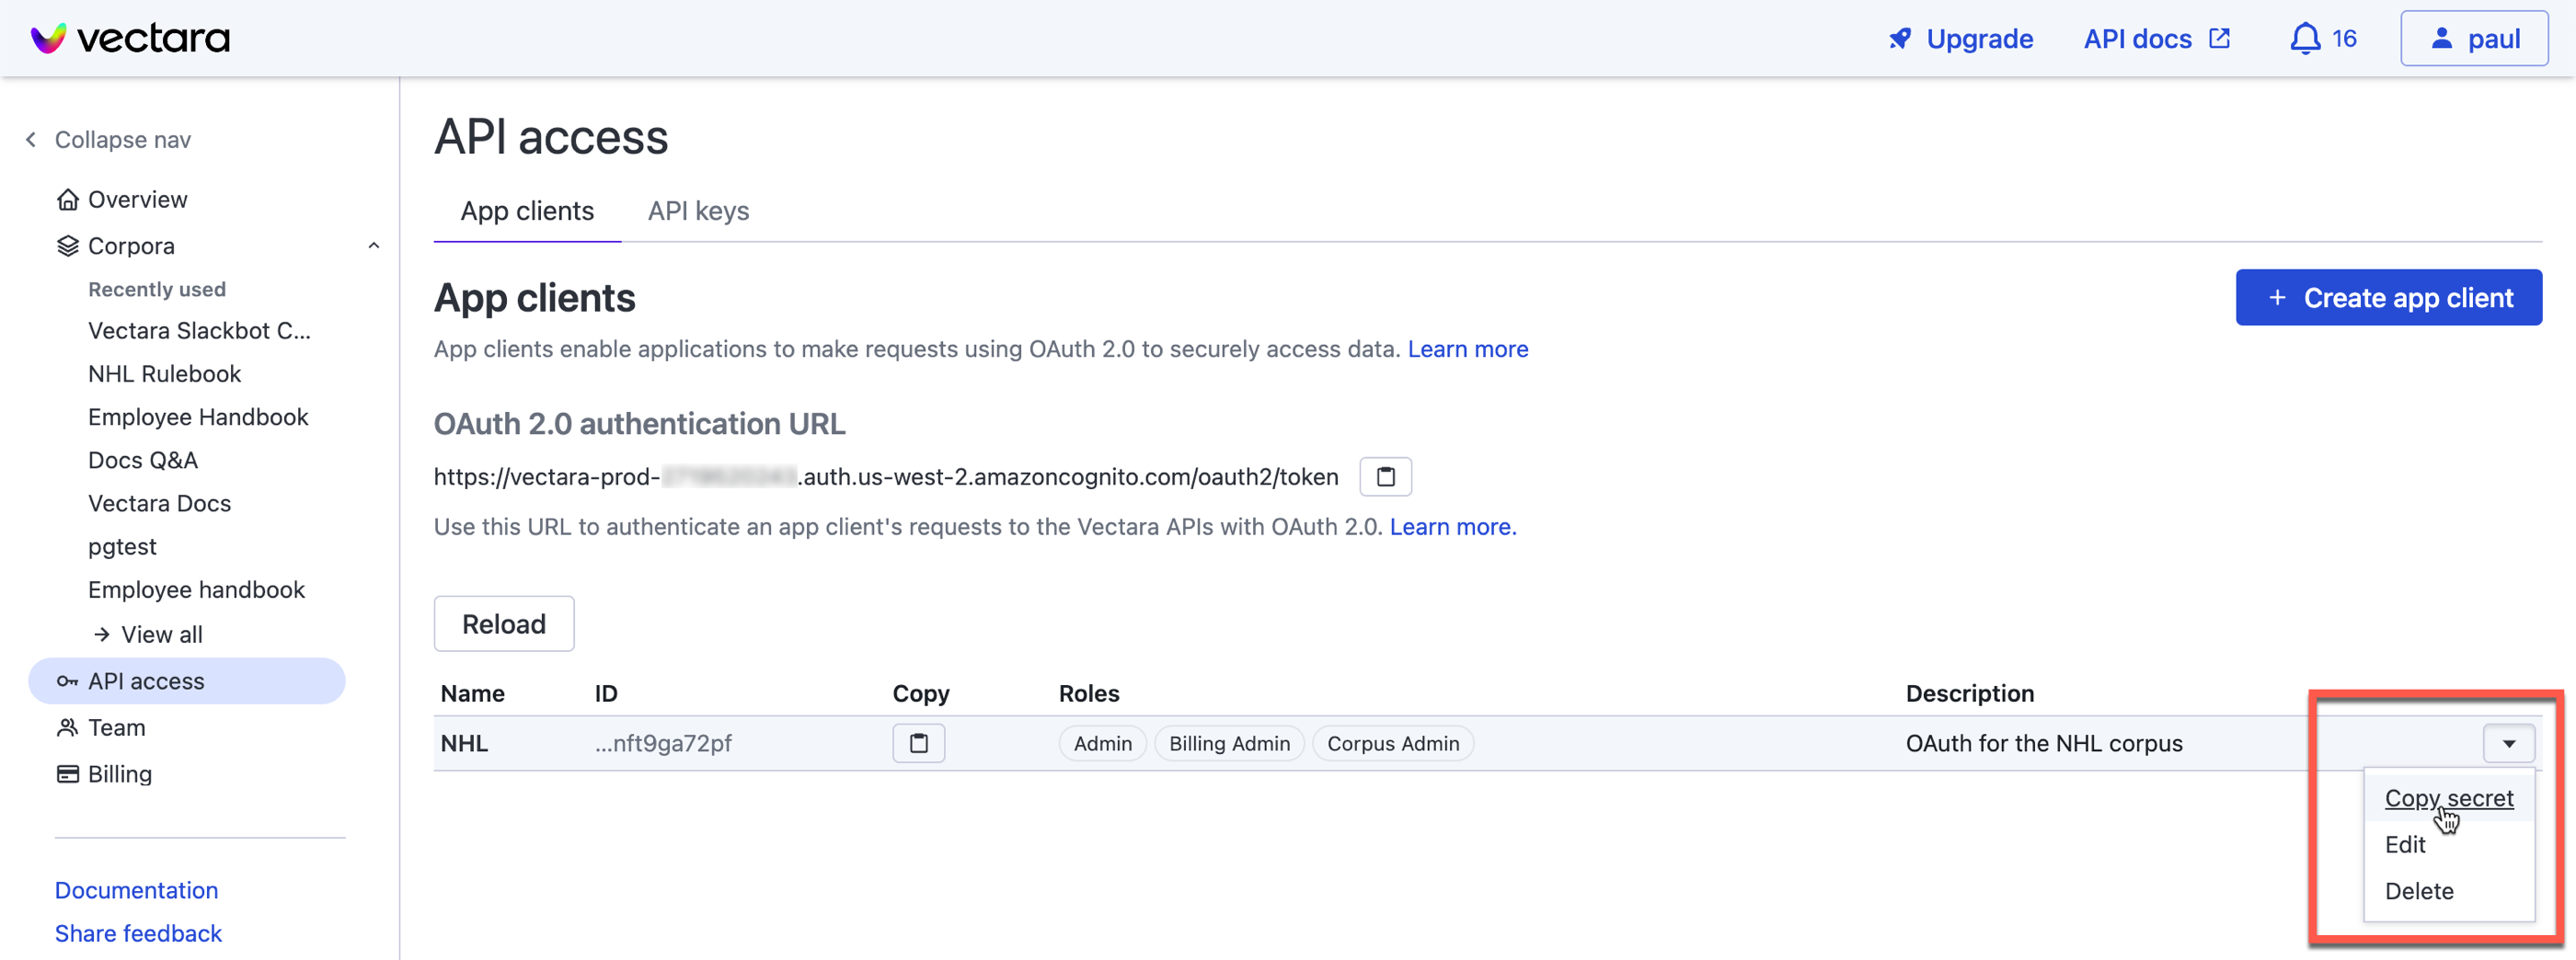 vectara
Upgrade
API docs
16
paul
Collapse nav
Overview
Corpora
Recently used
Vectara Slackbot C...
NHL Rulebook
Employee Handbook
Docs Q&A
Vectara Docs
pgtest
Employee handbook
View all
API access
Team
Billing
Documentation
Share feedback
API access
App clients API keys
App clients
+ Create app client
App clients enable applications to make requests using OAuth 2.0 to securely access data. Learn more
OAuth 2.0 authentication URL
https://vectara-prod- .auth.us-west-2.amazoncognito.com/oauth2/token
Use this URL to authenticate an app client's requests to the Vectara APIs with OAuth 2.0. Learn more.
Reload
Name ID Copy Roles Description
NHL ...nft9ga72pf Admin Billing Admin Corpus Admin OAuth for the NHL corpus
Copy secret
Edit
Delete